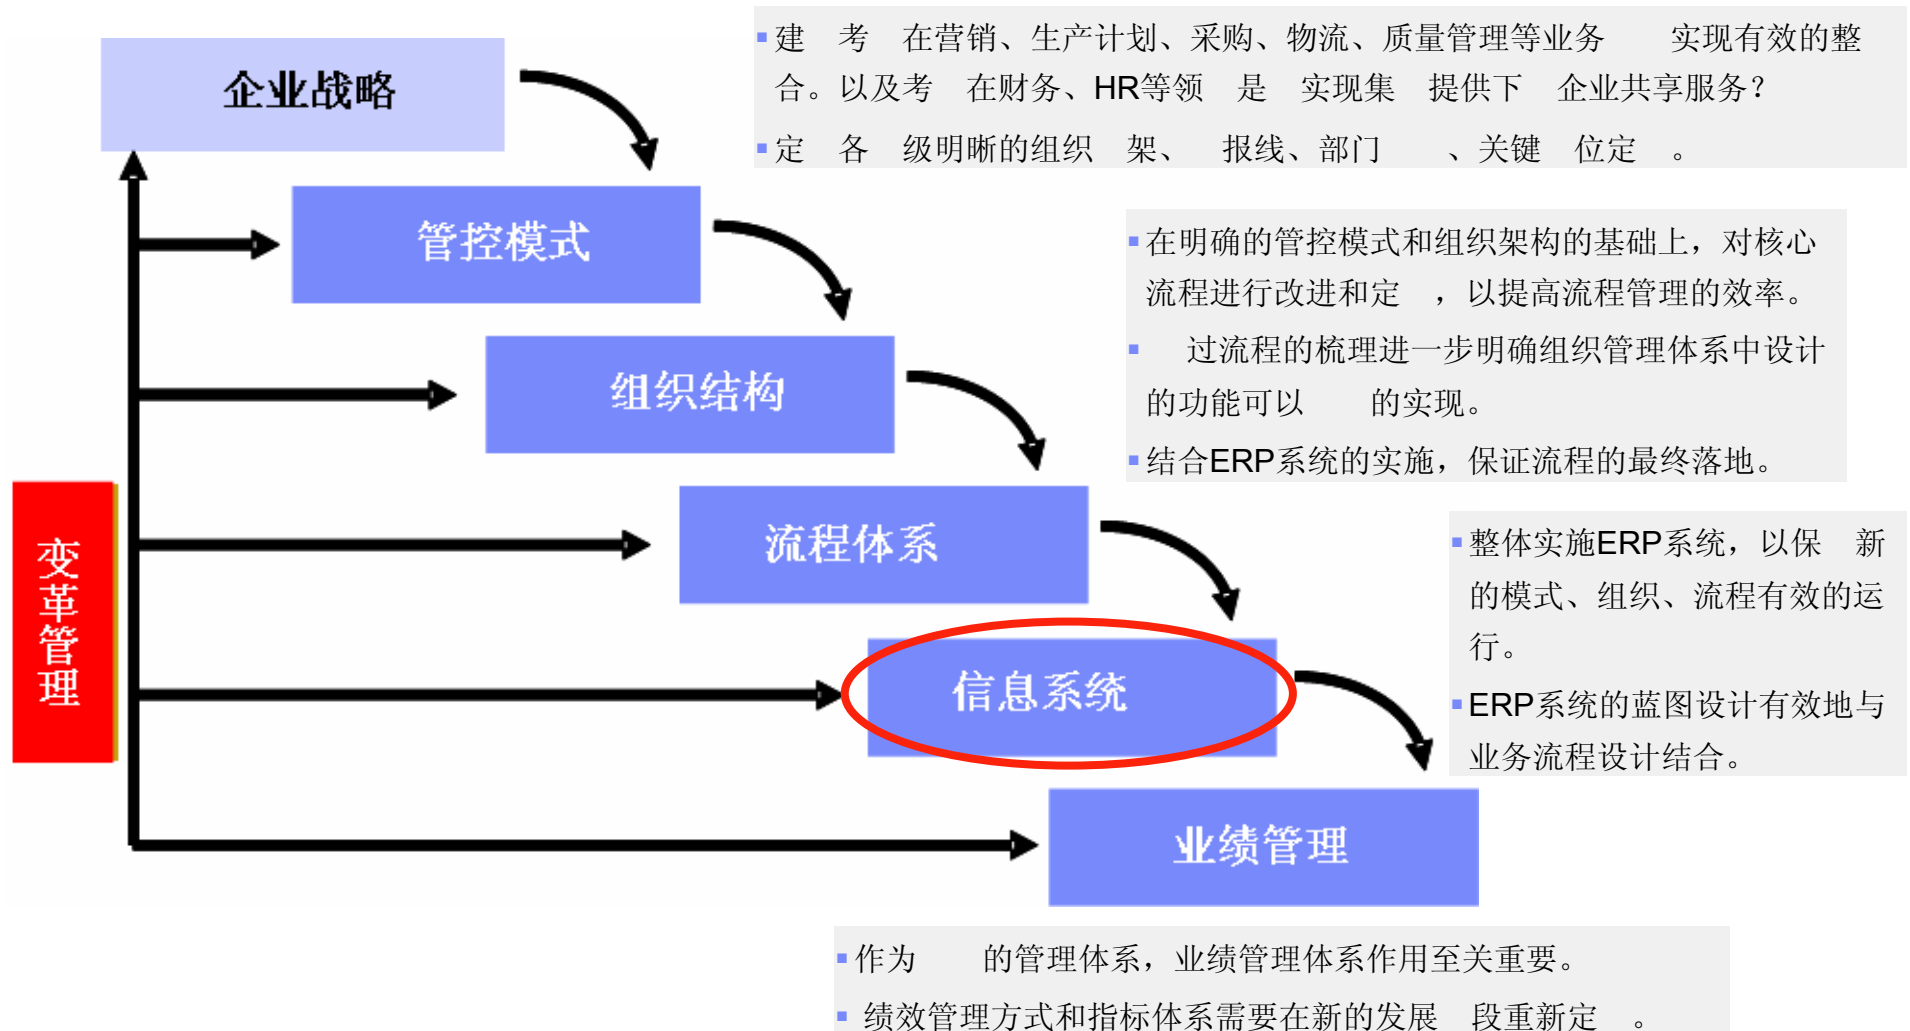 建 考 在营销、生产计划、采购、物流、质量管理等业务 实现有效的整
合。以及考 在财务、HR等领 是 实现集 提供下 企业共享服务?
定 各 级明晰的组织 架、 报线、部门 、关键 位定 。
企业战略
管控模式
在明确的管控模式和组织架构的基础上，对核心
流程进行改进和定 ，以提高流程管理的效率。
过流程的梳理进一步明确组织管理体系中设计
的功能可以 的实现。
结合ERP系统的实施，保证流程的最终落地。
组织结构
流程体系
整体实施ERP系统，以保 新
的模式、组织、流程有效的运
行。
ERP系统的蓝图设计有效地与
业务流程设计结合。
变革管理
信息系统
业绩管理
作为 的管理体系，业绩管理体系作用至关重要。
绩效管理方式和指标体系需要在新的发展 段重新定 。